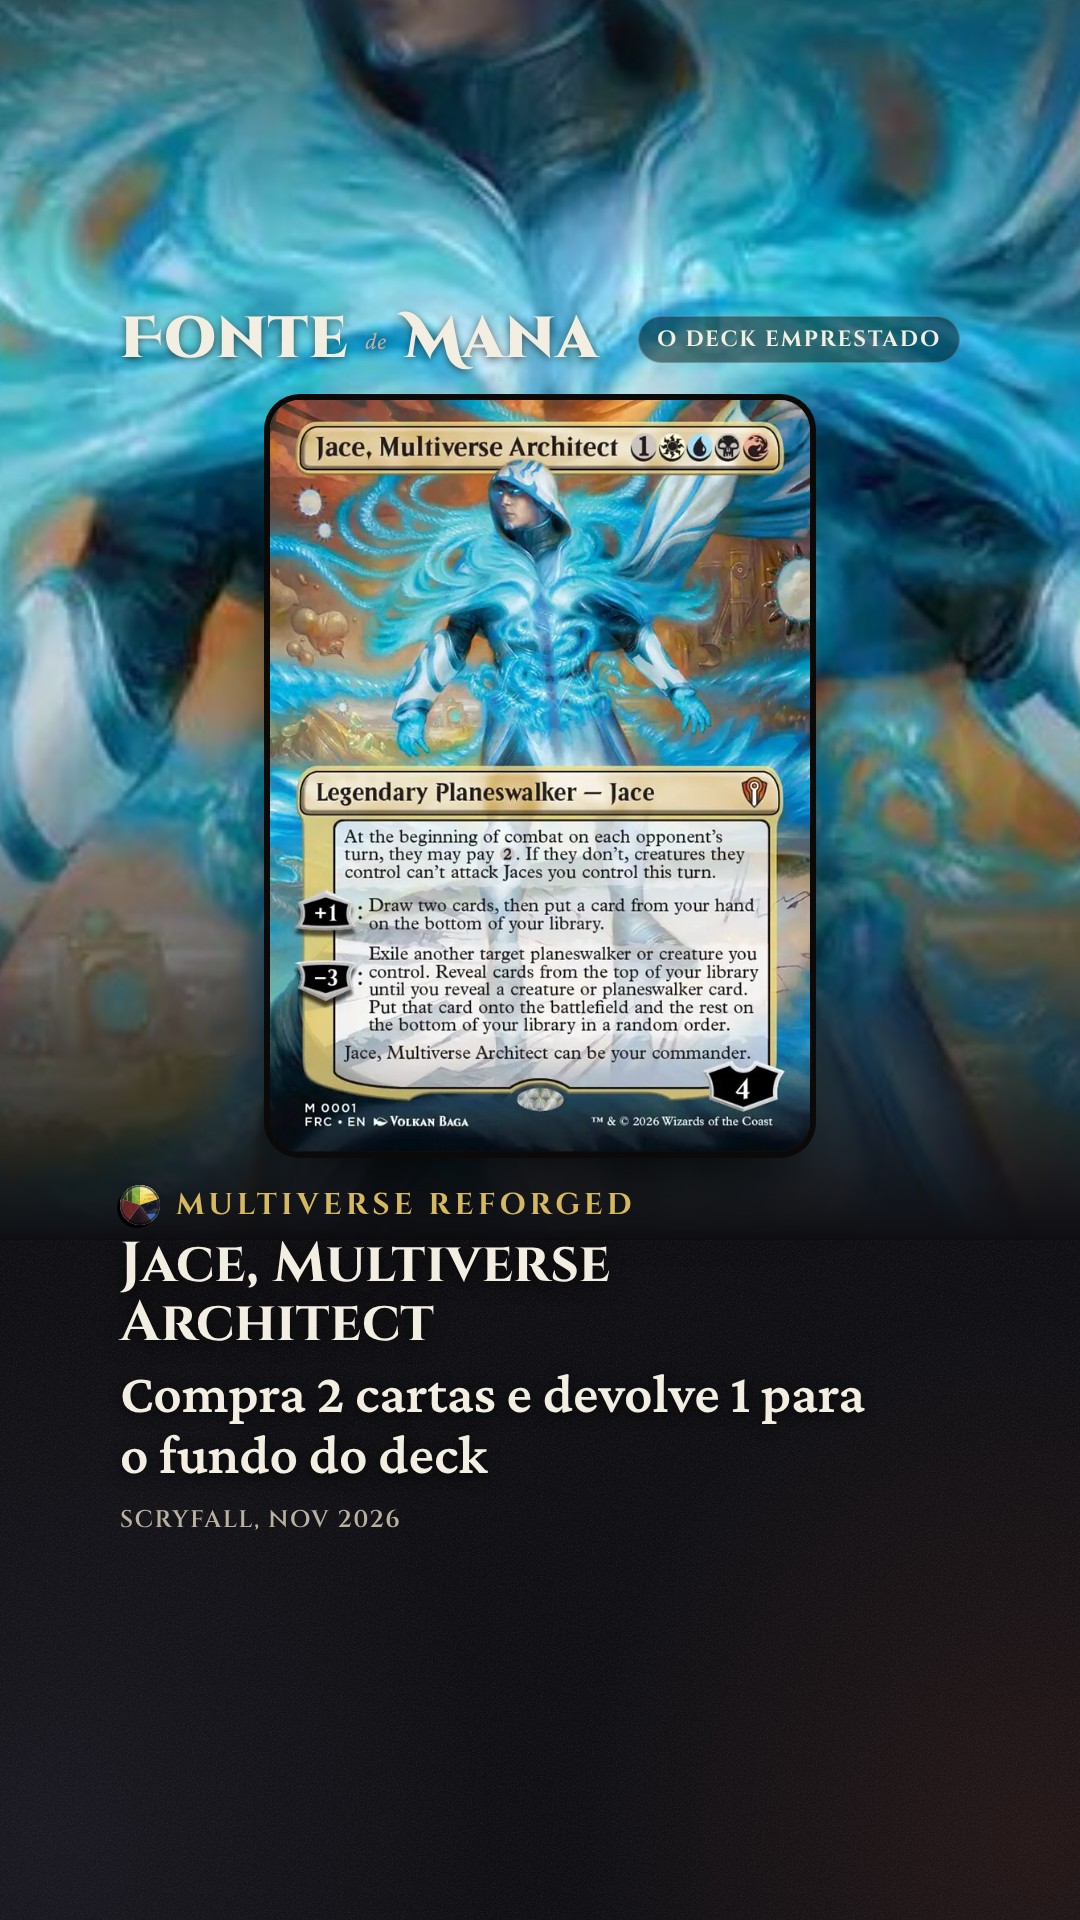 FONTE de MANA
O DECK EMPRESTADO
Jace, Multiverse Architect 1
Legendary Planeswalker — Jace
At the beginning of combat on each opponent's
turn, they may pay 2. If they don't, creatures they
control can't attack Jaces you control this turn.
+1: Draw two cards, then put a card from your hand
on the bottom of your library.
Exile another target planeswalker or creature you
−3: control. Reveal cards from the top of your library
until you reveal a creature or planeswalker card.
Put that card onto the battlefield and the rest on
the bottom of your library in a random order.
Jace, Multiverse Architect can be your commander.
4
M 0001
FRC • EN VOLKAN BAGA
™ & © 2026 Wizards of the Coast
MULTIVERSE REFORGED
JACE, MULTIVERSE
ARCHITECT
Compra 2 cartas e devolve 1 para
o fundo do deck
SCRYFALL, NOV 2026